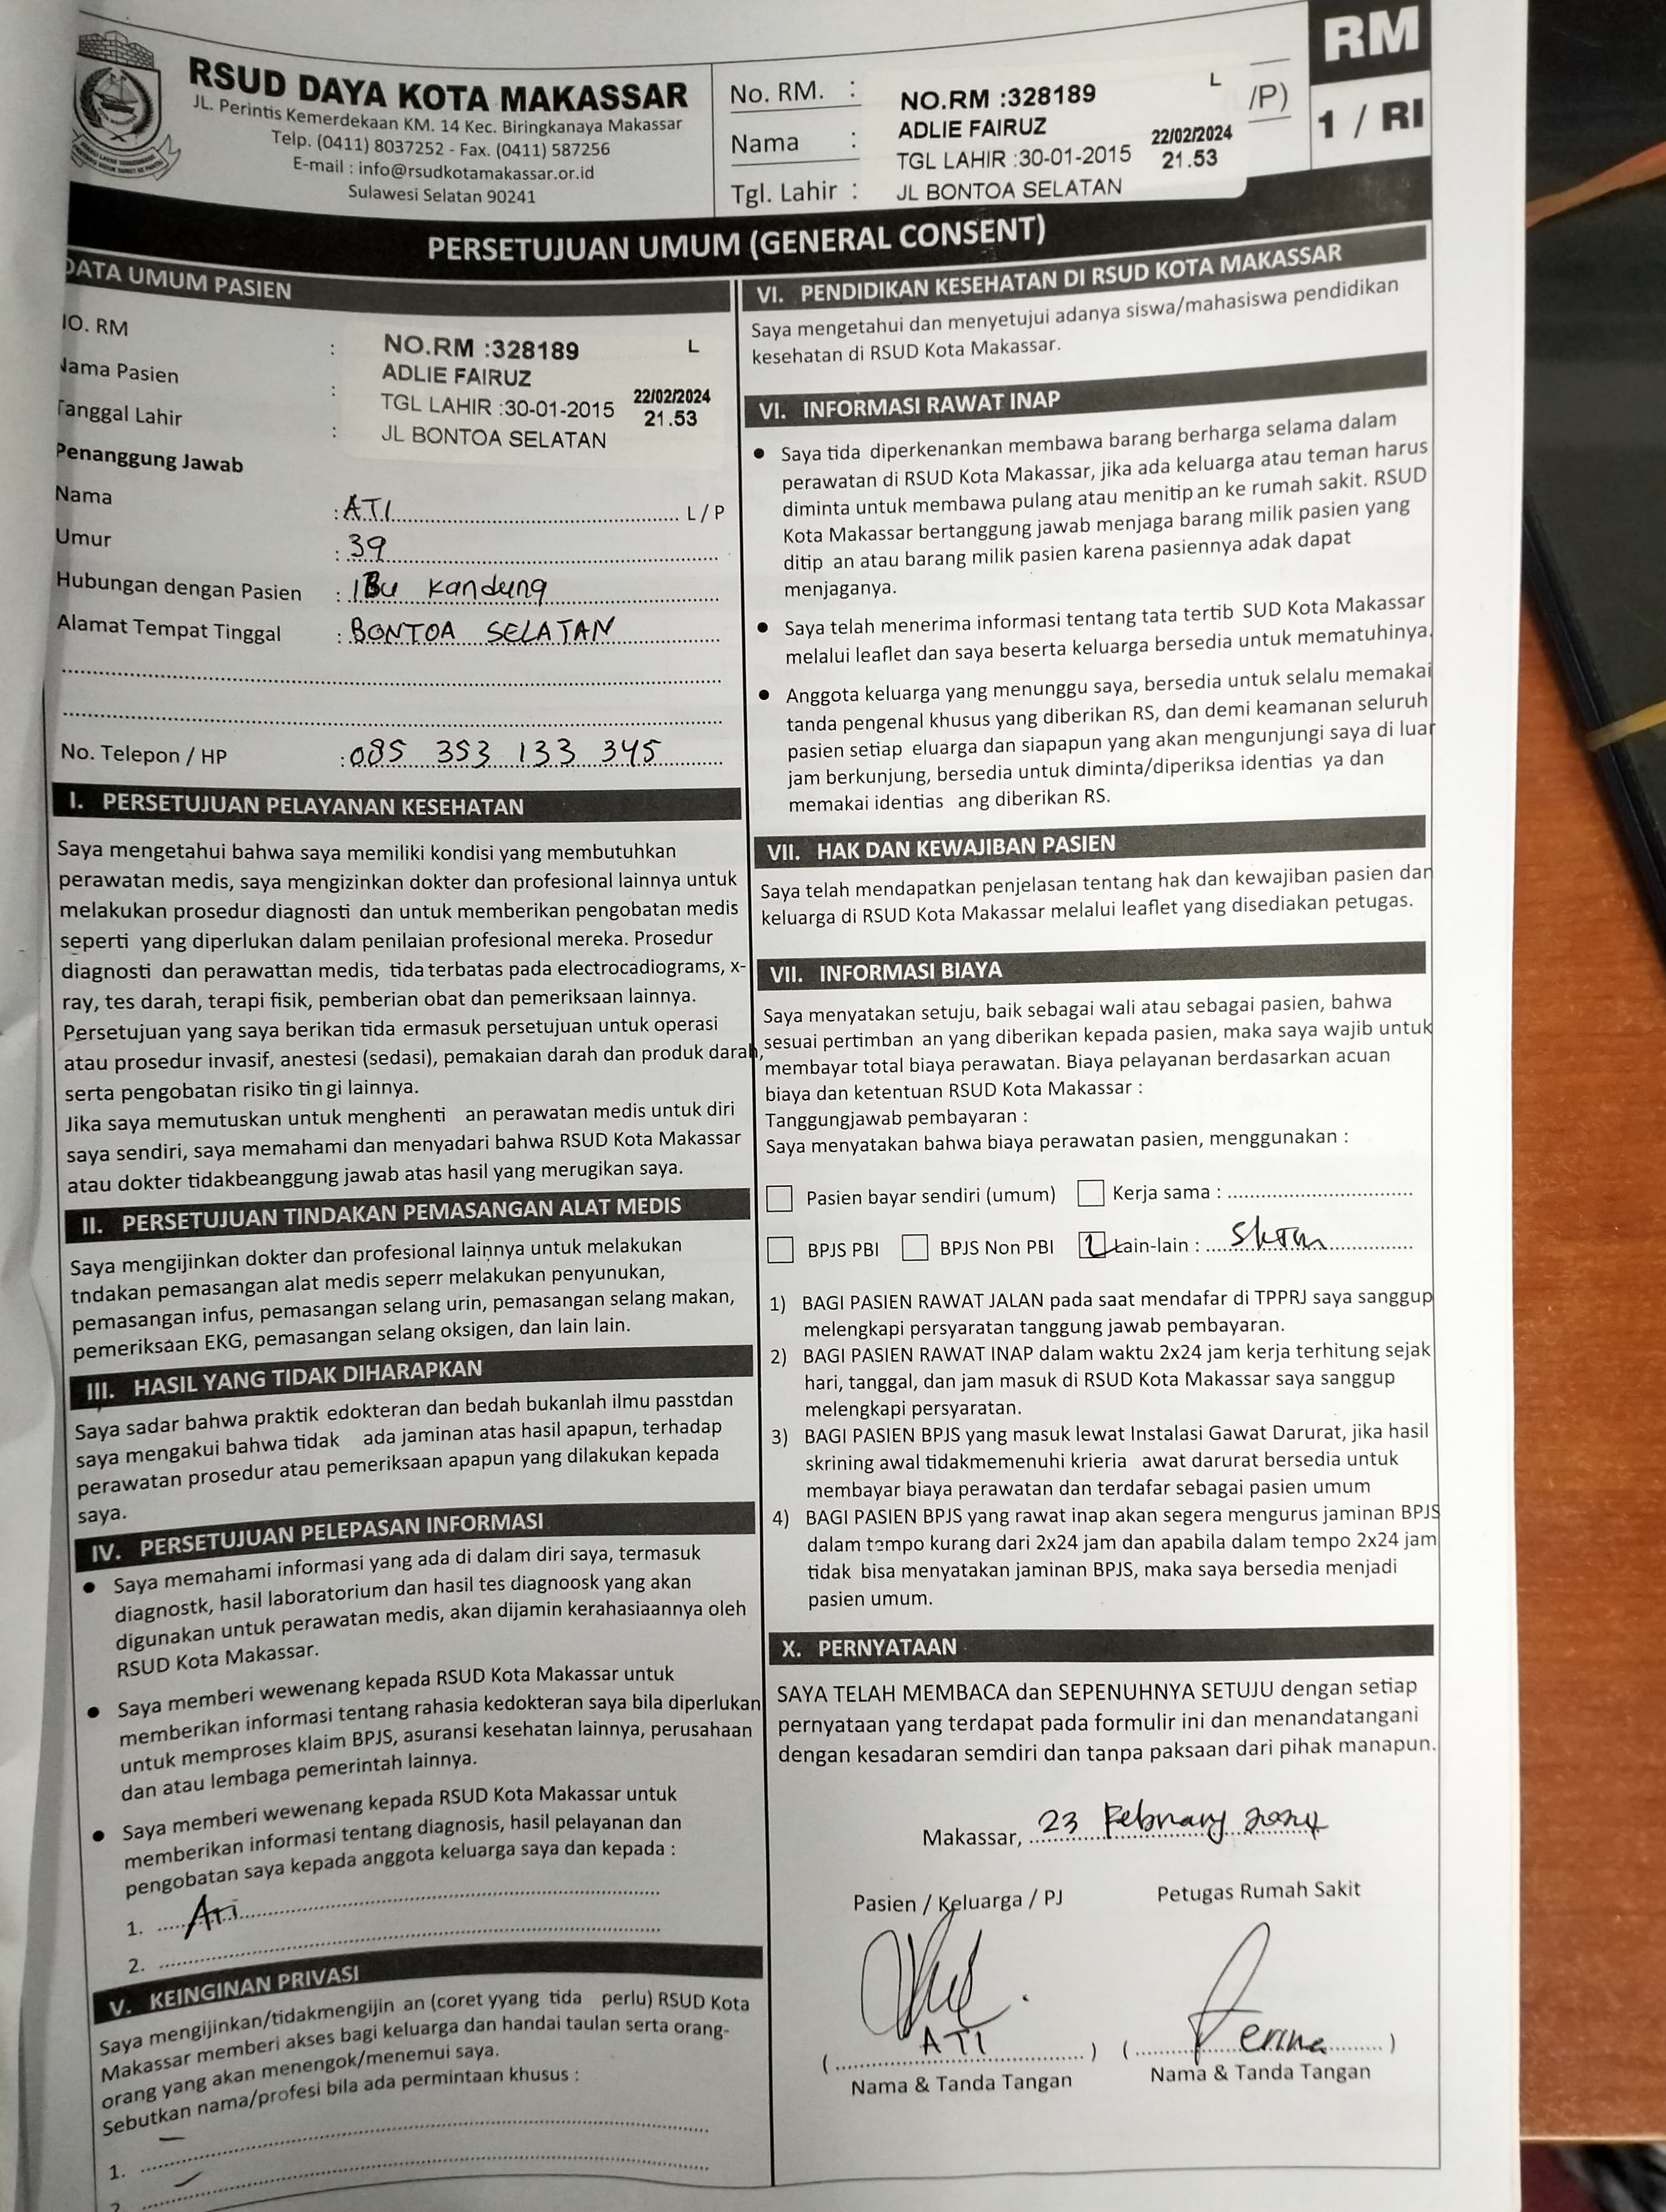 RSUD DAYA KOTA MAKASSAR
JL. Perintis Kemerdekaan KM. 14 Kec. Biringkanaya Makassar
Telp. (0411) 8037252 - Fax. (0411) 587256
E-mail : info@rsudkotamakassar.or.id
Sulawesi Selatan 90241
No. RM. :
Nama :
Tgl. Lahir :
NO.RM :328189 L
ADLIE FAIRUZ
TGL LAHIR :30-01-2015 22/02/2024
21.53
JL BONTOA SELATAN
/P)
RM
1 / RI
PERSETUJUAN UMUM (GENERAL CONSENT)
DATA UMUM PASIEN
NO. RM :
Nama Pasien :
Tanggal Lahir :
NO.RM :328189 L
ADLIE FAIRUZ
TGL LAHIR :30-01-2015 22/02/2024
21.53
JL BONTOA SELATAN
Penanggung Jawab
Nama : ATI L / P
Umur : 39
Hubungan dengan Pasien : IBu Kandung
Alamat Tempat Tinggal : BONTOA SELATAN
No. Telepon / HP : 085 353 133 345
I. PERSETUJUAN PELAYANAN KESEHATAN
Saya mengetahui bahwa saya memiliki kondisi yang membutuhkan
perawatan medis, saya mengizinkan dokter dan profesional lainnya untuk
melakukan prosedur diagnosti dan untuk memberikan pengobatan medis
seperti yang diperlukan dalam penilaian profesional mereka. Prosedur
diagnosti dan perawattan medis, tida terbatas pada electrocadiograms, x-
ray, tes darah, terapi fisik, pemberian obat dan pemeriksaan lainnya.
Persetujuan yang saya berikan tida ermasuk persetujuan untuk operasi
atau prosedur invasif, anestesi (sedasi), pemakaian darah dan produk darah,
serta pengobatan risiko tin gi lainnya.
Jika saya memutuskan untuk menghenti an perawatan medis untuk diri
saya sendiri, saya memahami dan menyadari bahwa RSUD Kota Makassar
atau dokter tidakbeanggung jawab atas hasil yang merugikan saya.
II. PERSETUJUAN TINDAKAN PEMASANGAN ALAT MEDIS
Saya mengijinkan dokter dan profesional lainnya untuk melakukan
tndakan pemasangan alat medis seperr melakukan penyunukan,
pemasangan infus, pemasangan selang urin, pemasangan selang makan,
pemeriksaan EKG, pemasangan selang oksigen, dan lain lain.
III. HASIL YANG TIDAK DIHARAPKAN
Saya sadar bahwa praktik edokteran dan bedah bukanlah ilmu passtdan
saya mengakui bahwa tidak ada jaminan atas hasil apapun, terhadap
perawatan prosedur atau pemeriksaan apapun yang dilakukan kepada
saya.
IV. PERSETUJUAN PELEPASAN INFORMASI
● Saya memahami informasi yang ada di dalam diri saya, termasuk
diagnostk, hasil laboratorium dan hasil tes diagnoosk yang akan
digunakan untuk perawatan medis, akan dijamin kerahasiaannya oleh
RSUD Kota Makassar.
● Saya memberi wewenang kepada RSUD Kota Makassar untuk
memberikan informasi tentang rahasia kedokteran saya bila diperlukan
untuk memproses klaim BPJS, asuransi kesehatan lainnya, perusahaan
dan atau lembaga pemerintah lainnya.
● Saya memberi wewenang kepada RSUD Kota Makassar untuk
memberikan informasi tentang diagnosis, hasil pelayanan dan
pengobatan saya kepada anggota keluarga saya dan kepada :
1. Ati
2.
V. KEINGINAN PRIVASI
Saya mengijinkan/tidakmengijin an (coret yyang tida perlu) RSUD Kota
Makassar memberi akses bagi keluarga dan handai taulan serta orang-
orang yang akan menengok/menemui saya.
Sebutkan nama/profesi bila ada permintaan khusus :
1.
2
VI. PENDIDIKAN KESEHATAN DI RSUD KOTA MAKASSAR
Saya mengetahui dan menyetujui adanya siswa/mahasiswa pendidikan
kesehatan di RSUD Kota Makassar.
VI. INFORMASI RAWAT INAP
● Saya tida diperkenankan membawa barang berharga selama dalam
perawatan di RSUD Kota Makassar, jika ada keluarga atau teman harus
diminta untuk membawa pulang atau menitip an ke rumah sakit. RSUD
Kota Makassar bertanggung jawab menjaga barang milik pasien yang
ditip an atau barang milik pasien karena pasiennya adak dapat
menjaganya.
● Saya telah menerima informasi tentang tata tertib SUD Kota Makassar
melalui leaflet dan saya beserta keluarga bersedia untuk mematuhinya.
● Anggota keluarga yang menunggu saya, bersedia untuk selalu memakai
tanda pengenal khusus yang diberikan RS, dan demi keamanan seluruh
pasien setiap eluarga dan siapapun yang akan mengunjungi saya di luar
jam berkunjung, bersedia untuk diminta/diperiksa identias ya dan
memakai identias ang diberikan RS.
VII. HAK DAN KEWAJIBAN PASIEN
Saya telah mendapatkan penjelasan tentang hak dan kewajiban pasien dan
keluarga di RSUD Kota Makassar melalui leaflet yang disediakan petugas.
VII. INFORMASI BIAYA
Saya menyatakan setuju, baik sebagai wali atau sebagai pasien, bahwa
sesuai pertimban an yang diberikan kepada pasien, maka saya wajib untuk
membayar total biaya perawatan. Biaya pelayanan berdasarkan acuan
biaya dan ketentuan RSUD Kota Makassar :
Tanggungjawab pembayaran :
Saya menyatakan bahwa biaya perawatan pasien, menggunakan :
Pasien bayar sendiri (umum) Kerja sama :
BPJS PBI BPJS Non PBI Lain-lain :
1) BAGI PASIEN RAWAT JALAN pada saat mendafar di TPPRJ saya sanggup
melengkapi persyaratan tanggung jawab pembayaran.
2) BAGI PASIEN RAWAT INAP dalam waktu 2x24 jam kerja terhitung sejak
hari, tanggal, dan jam masuk di RSUD Kota Makassar saya sanggup
melengkapi persyaratan.
3) BAGI PASIEN BPJS yang masuk lewat Instalasi Gawat Darurat, jika hasil
skrining awal tidakmemenuhi krieria awat darurat bersedia untuk
membayar biaya perawatan dan terdafar sebagai pasien umum
4) BAGI PASIEN BPJS yang rawat inap akan segera mengurus jaminan BPJS
dalam tempo kurang dari 2x24 jam dan apabila dalam tempo 2x24 jam
tidak bisa menyatakan jaminan BPJS, maka saya bersedia menjadi
pasien umum.
X. PERNYATAAN
SAYA TELAH MEMBACA dan SEPENUHNYA SETUJU dengan setiap
pernyataan yang terdapat pada formulir ini dan menandatangani
dengan kesadaran semdiri dan tanpa paksaan dari pihak manapun.
Makassar, 23 February 2024
Pasien / Keluarga / PJ Petugas Rumah Sakit
( ATI ) ( )
Nama & Tanda Tangan Nama & Tanda Tangan